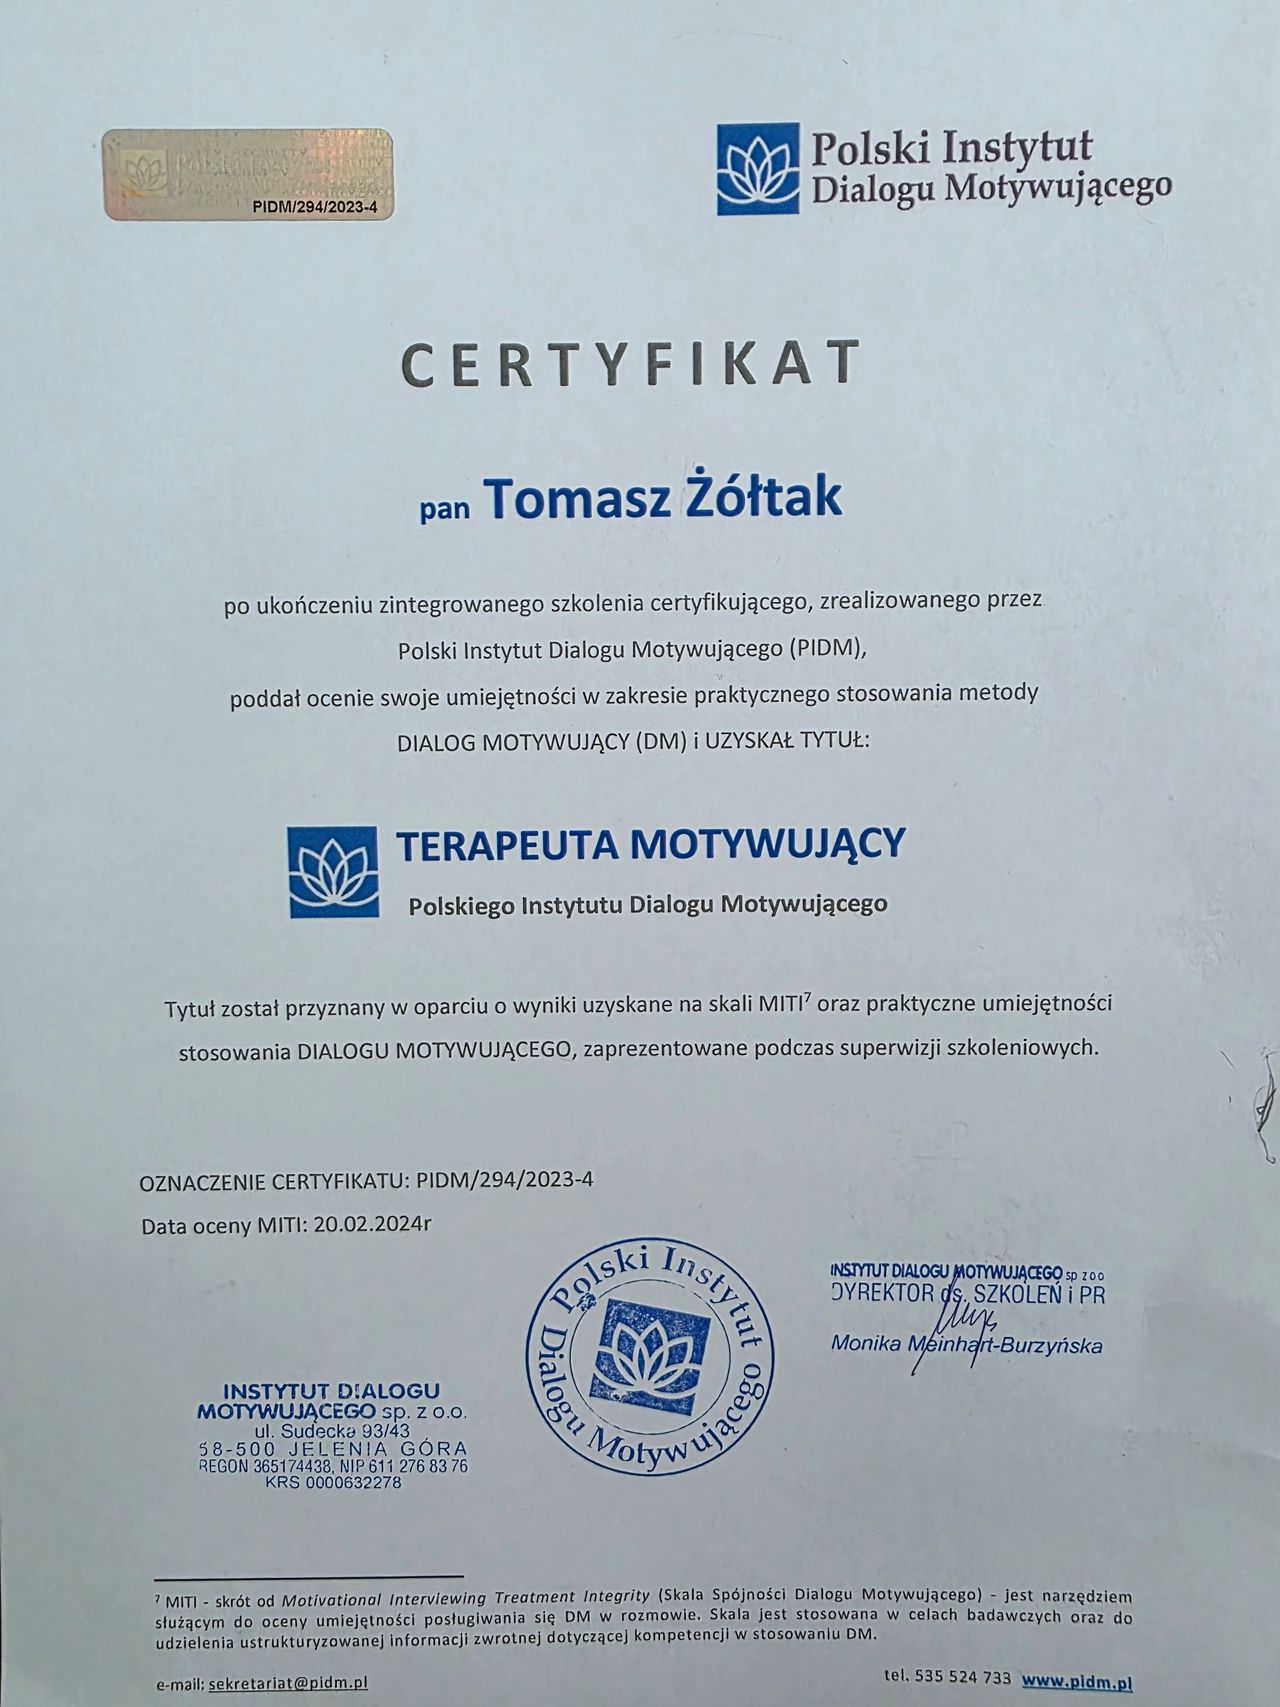 PIDM/294/2023-4
Polski Instytut
Dialogu Motywującego
CERTYFIKAT
pan Tomasz Żółtak
po ukończeniu zintegrowanego szkolenia certyfikującego, zrealizowanego przez
Polski Instytut Dialogu Motywującego (PIDM),
poddał ocenie swoje umiejętności w zakresie praktycznego stosowania metody
DIALOG MOTYWUJĄCY (DM) i UZYSKAŁ TYTUŁ:
TERAPEUTA MOTYWUJĄCY
Polskiego Instytutu Dialogu Motywującego
Tytuł został przyznany w oparciu o wyniki uzyskane na skali MITI⁷ oraz praktyczne umiejętności
stosowania DIALOGU MOTYWUJĄCEGO, zaprezentowane podczas superwizji szkoleniowych.
OZNACZENIE CERTYFIKATU: PIDM/294/2023-4
Data oceny MITI: 20.02.2024r
Polski Instytut
Dialogu Motywującego
INSTYTUT DIALOGU MOTYWUJĄCEGO sp zoo
DYREKTOR ds. SZKOLEŃ i PR
Monika Meinhart-Burzyńska
INSTYTUT DIALOGU
MOTYWUJĄCEGO sp. z o.o.
ul. Sudecka 93/43
58-500 JELENIA GÓRA
REGON 365174438, NIP 611 276 83 76
KRS 0000632278
⁷ MITI - skrót od Motivational Interviewing Treatment Integrity (Skala Spójności Dialogu Motywującego) - jest narzędziem
służącym do oceny umiejętności posługiwania się DM w rozmowie. Skala jest stosowana w celach badawczych oraz do
udzielenia ustrukturyzowanej informacji zwrotnej dotyczącej kompetencji w stosowaniu DM.
e-mail: sekretariat@pidm.pl
tel. 535 524 733 www.pidm.pl